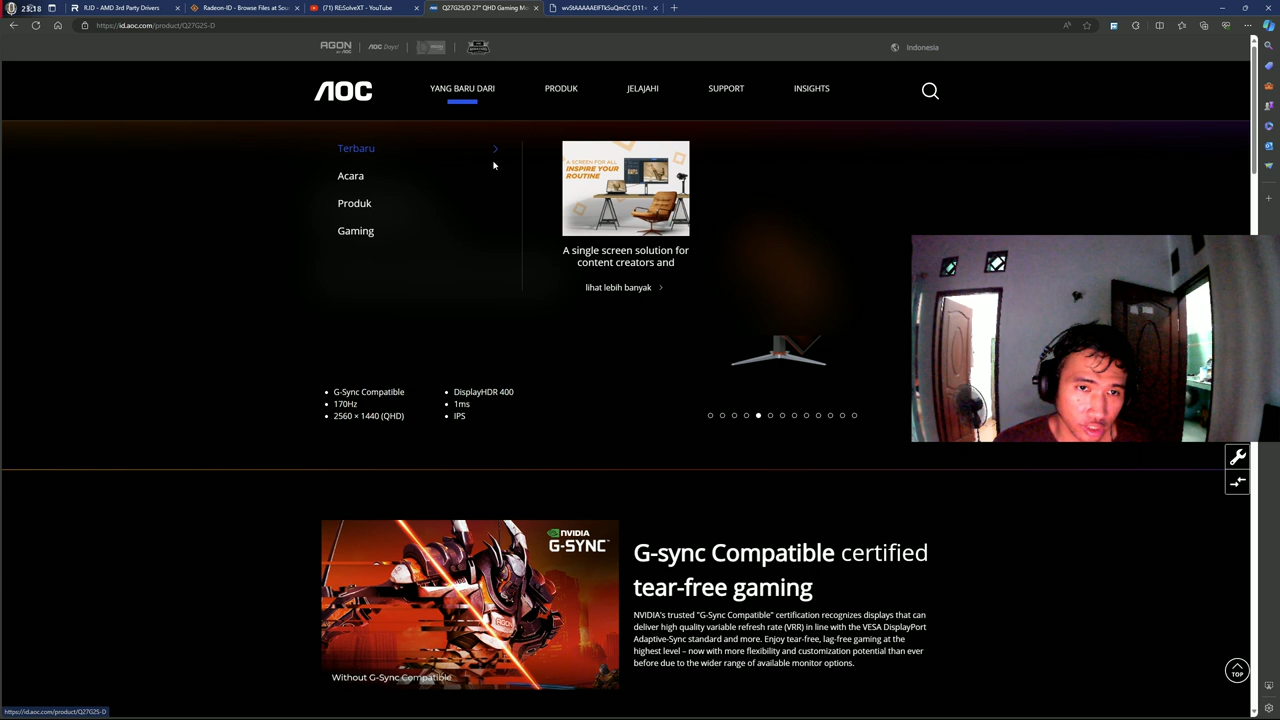 RJD - AMD 3rd Party Drivers
Radeon-ID - Browse Files at Sou
(71) RE:SolveXT - YouTube
Q27G2S/D 27" QHD Gaming Mo
https://id.aoc.com/product/Q27G2S-D
AGON
AOC Days!
Indonesia
AOC
YANG BARU DARI
PRODUK
JELAJAHI
SUPPORT
INSIGHTS
Terbaru
Acara
Produk
Gaming
A SCREEN FOR ALL,
INSPIRE YOUR
ROUTINE
A single screen solution for
content creators and
lihat lebih banyak
G-Sync Compatible
170Hz
2560 × 1440 (QHD)
DisplayHDR 400
1ms
IPS
NVIDIA
G-SYNC
Without G-Sync Compatible
G-sync Compatible certified
tear-free gaming
NVIDIA's trusted "G-Sync Compatible" certification recognizes displays that can
deliver high quality variable refresh rate (VRR) in line with the VESA DisplayPort
Adaptive-Sync standard and more. Enjoy tear-free, lag-free gaming at the
highest level – now with more flexibility and customization potential than ever
before due to the wider range of available monitor options.
TOP
https://id.aoc.com/product/Q27G2S-D